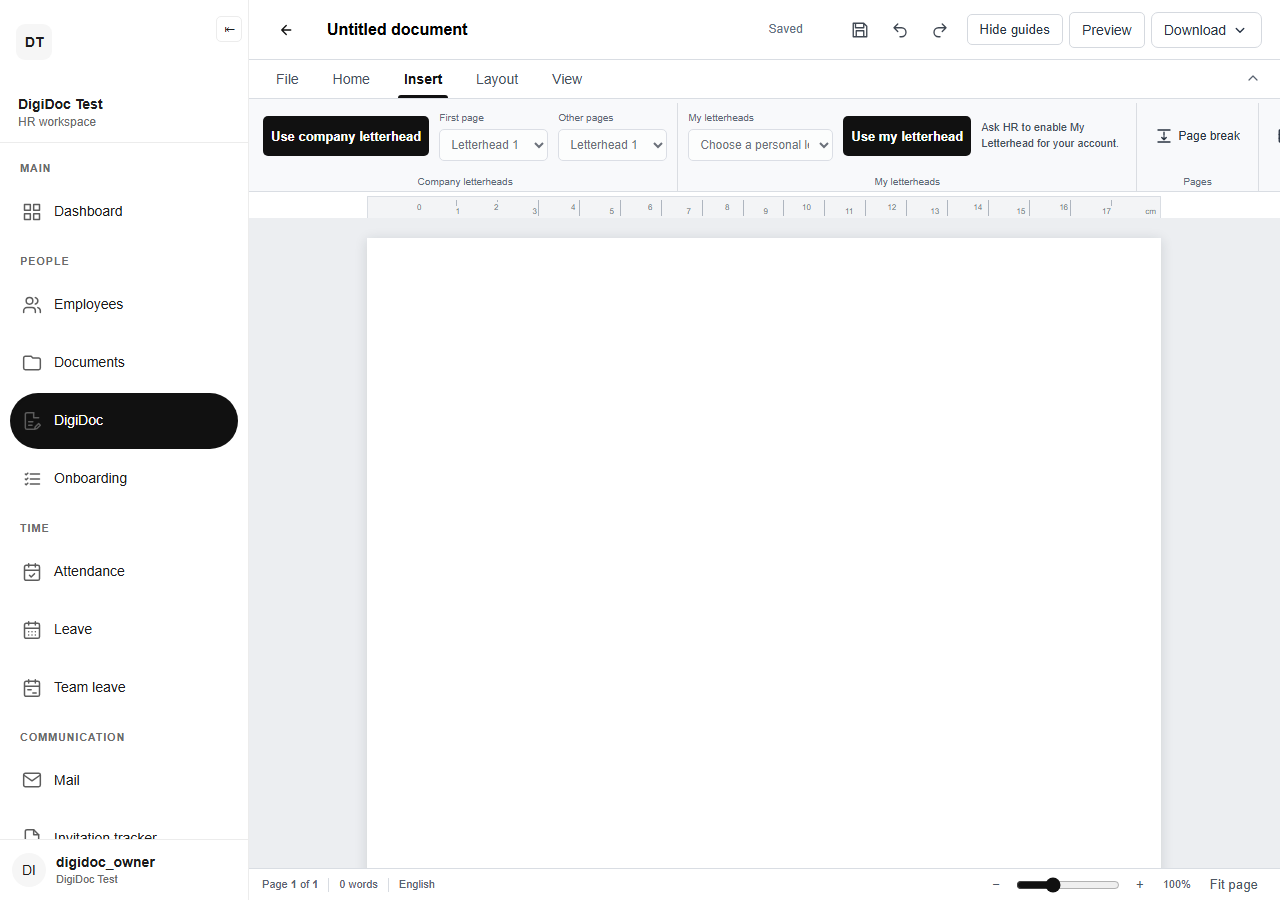 DT
DigiDoc Test
HR workspace
MAIN
Dashboard
PEOPLE
Employees
Documents
DigiDoc
Onboarding
TIME
Attendance
Leave
Team leave
COMMUNICATION
Mail
Invitation tracker
DI
digidoc_owner
DigiDoc Test
Untitled document
Saved
Hide guides
Preview
Download
File
Home
Insert
Layout
View
Use company letterhead
First page
Letterhead 1
Other pages
Letterhead 1
Company letterheads
My letterheads
Choose a personal l
Use my letterhead
Ask HR to enable My
Letterhead for your account.
My letterheads
Page break
Pages
0 1 2 3 4 5 6 7 8 9 10 11 12 13 14 15 16 17 cm
Page 1 of 1
0 words
English
− + 100%
Fit page